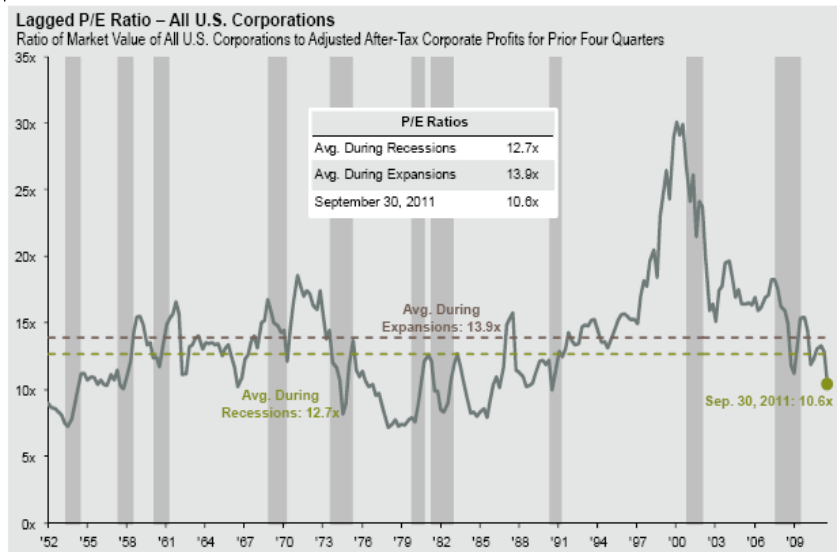 Lagged P/E Ratio – All U.S. Corporations
Ratio of Market Value of All U.S. Corporations to Adjusted After-Tax Corporate Profits for Prior Four Quarters
35x
30x
25x
20x
15x
10x
5x
0x
P/E Ratios
Avg. During Recessions 12.7x
Avg. During Expansions 13.9x
September 30, 2011 10.6x
Avg. During
Expansions: 13.9x
Avg. During
Recessions: 12.7x
Sep. 30, 2011: 10.6x
'52 '55 '58 '61 '64 '67 '70 '73 '76 '79 '82 '85 '88 '91 '94 '97 '00 '03 '06 '09